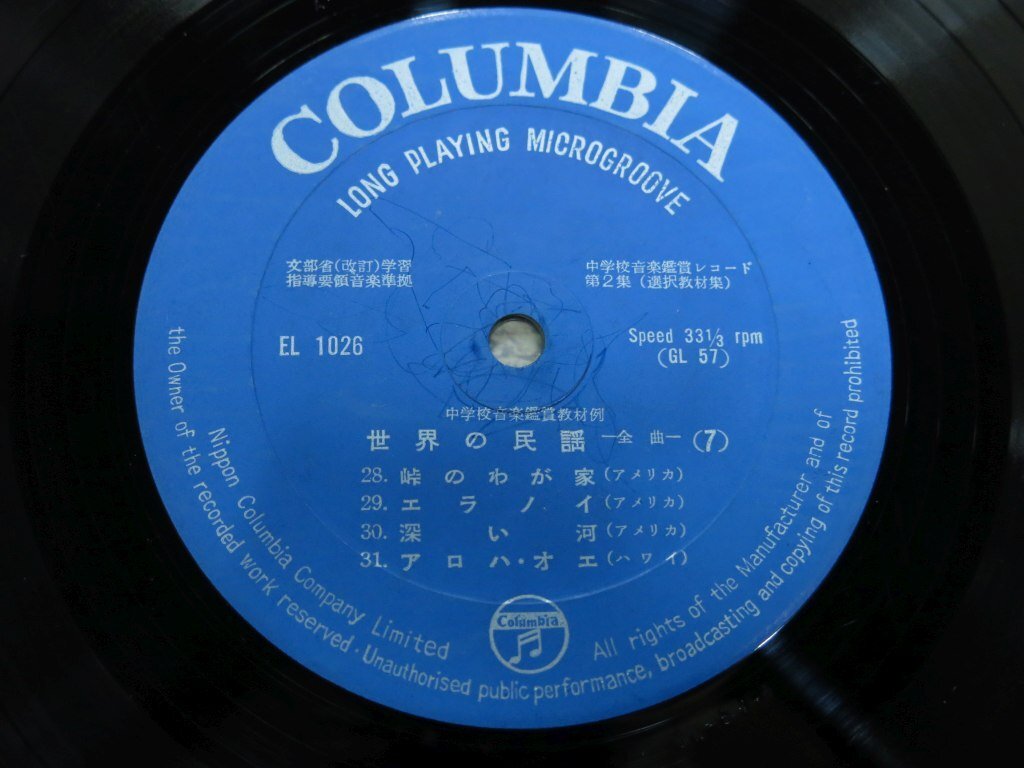 COLUMBIA
LONG PLAYING MICROGROOVE
文部省(改訂)学習
指導要領音楽準拠
中学校音楽鑑賞レコード
第2集(選択教材集)
EL 1026
Speed 33 1/3 rpm
(GL 57)
中学校音楽鑑賞教材例
世界の民謡 —全曲— (7)
28. 峠のわが家 (アメリカ)
29. エラノイ (アメリカ)
30. 深い河 (アメリカ)
31. アロハ・オエ (ハワイ)
Columbia
Nippon Columbia Company Limited
All rights of the Manufacturer and of
the Owner of the recorded work reserved. Unauthorised public performance, broadcasting and copying of this record prohibited